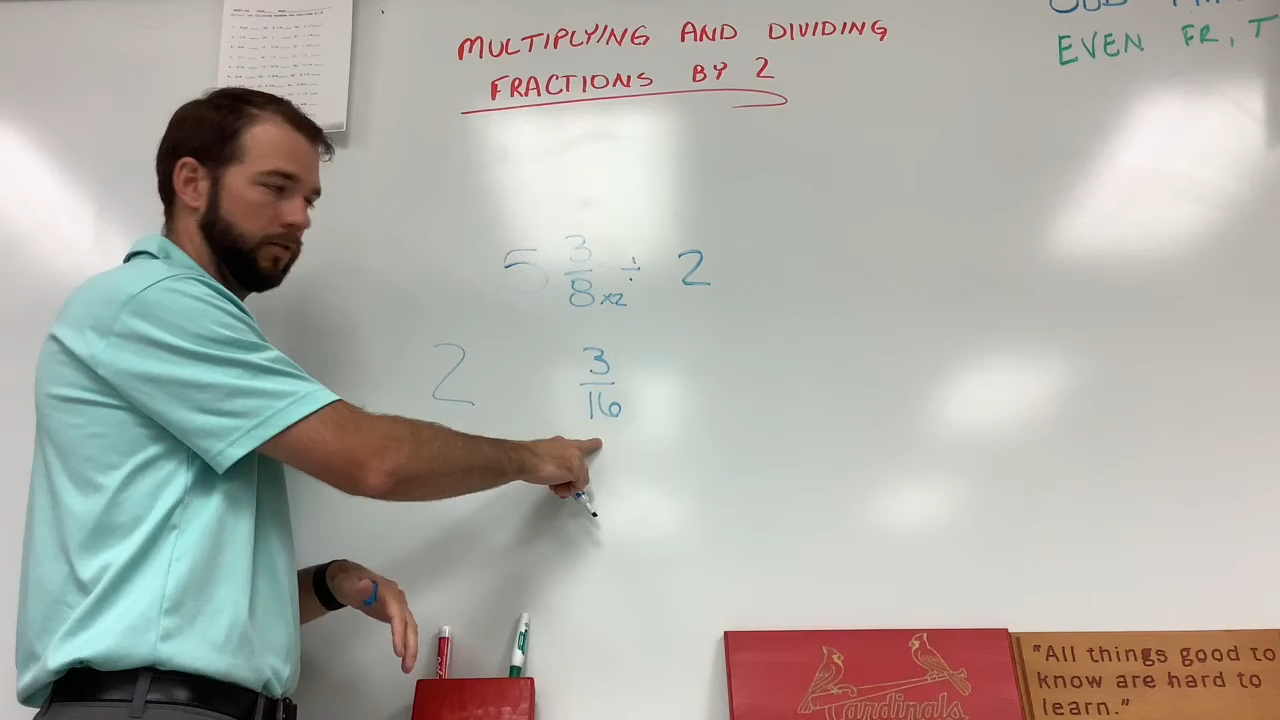 MULTIPLYING AND DIVIDING
FRACTIONS BY 2
EVEN FR, T
5 3/8 x2 ÷ 2
2 3/16
Cardinals
"All things good to
know are hard to
learn."